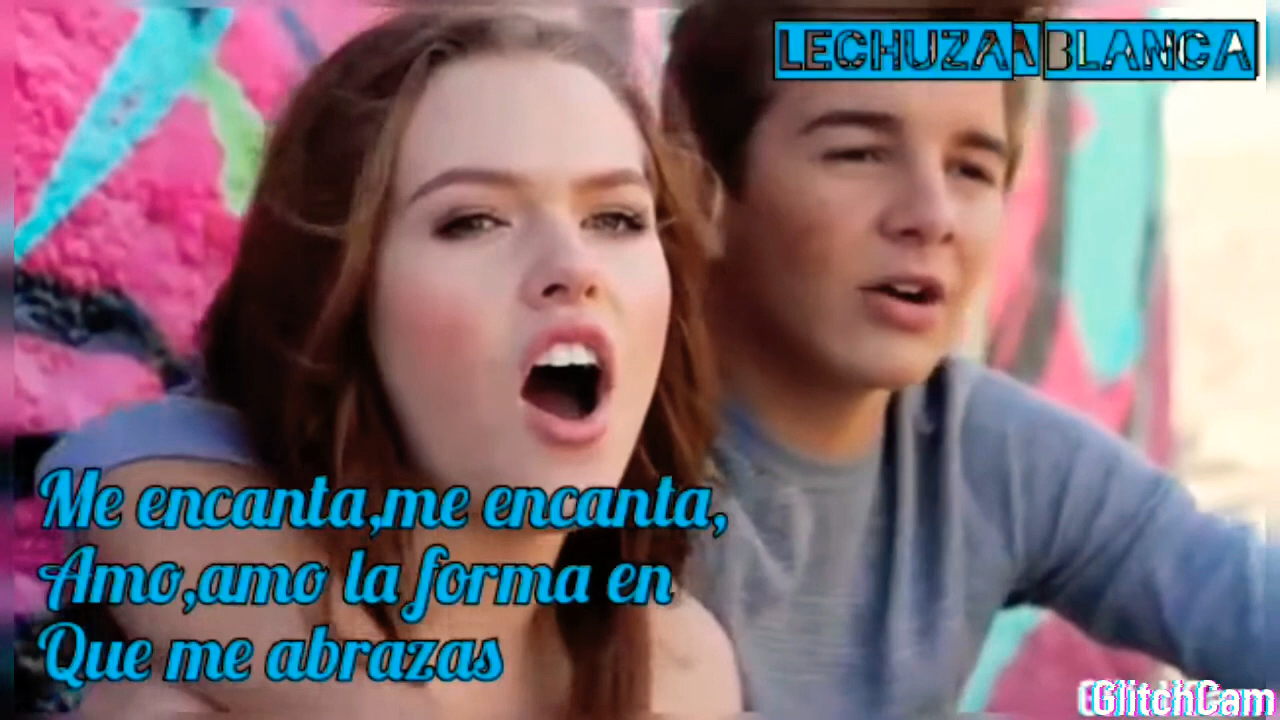 LECHUZA BLANCA
Me encanta,me encanta,
Amo,amo la forma en
Que me abrazas
GlitchCam